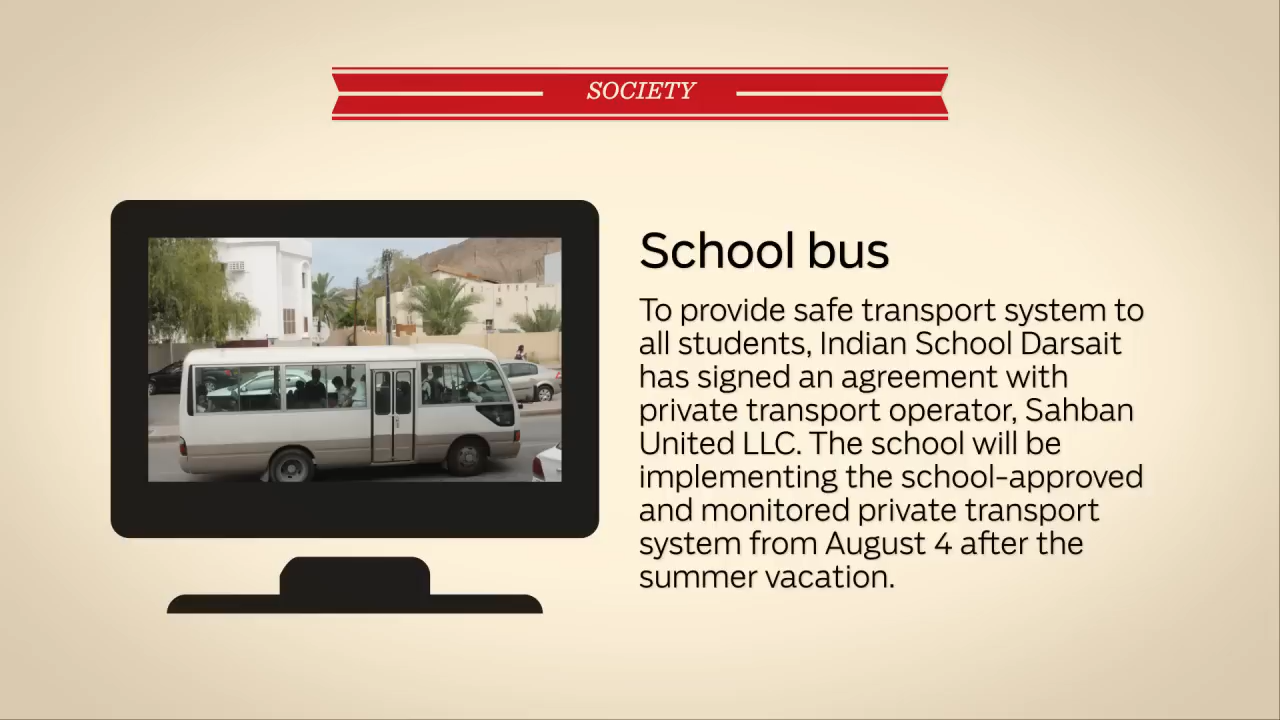 SOCIETY
School bus
To provide safe transport system to
all students, Indian School Darsait
has signed an agreement with
private transport operator, Sahban
United LLC. The school will be
implementing the school-approved
and monitored private transport
system from August 4 after the
summer vacation.